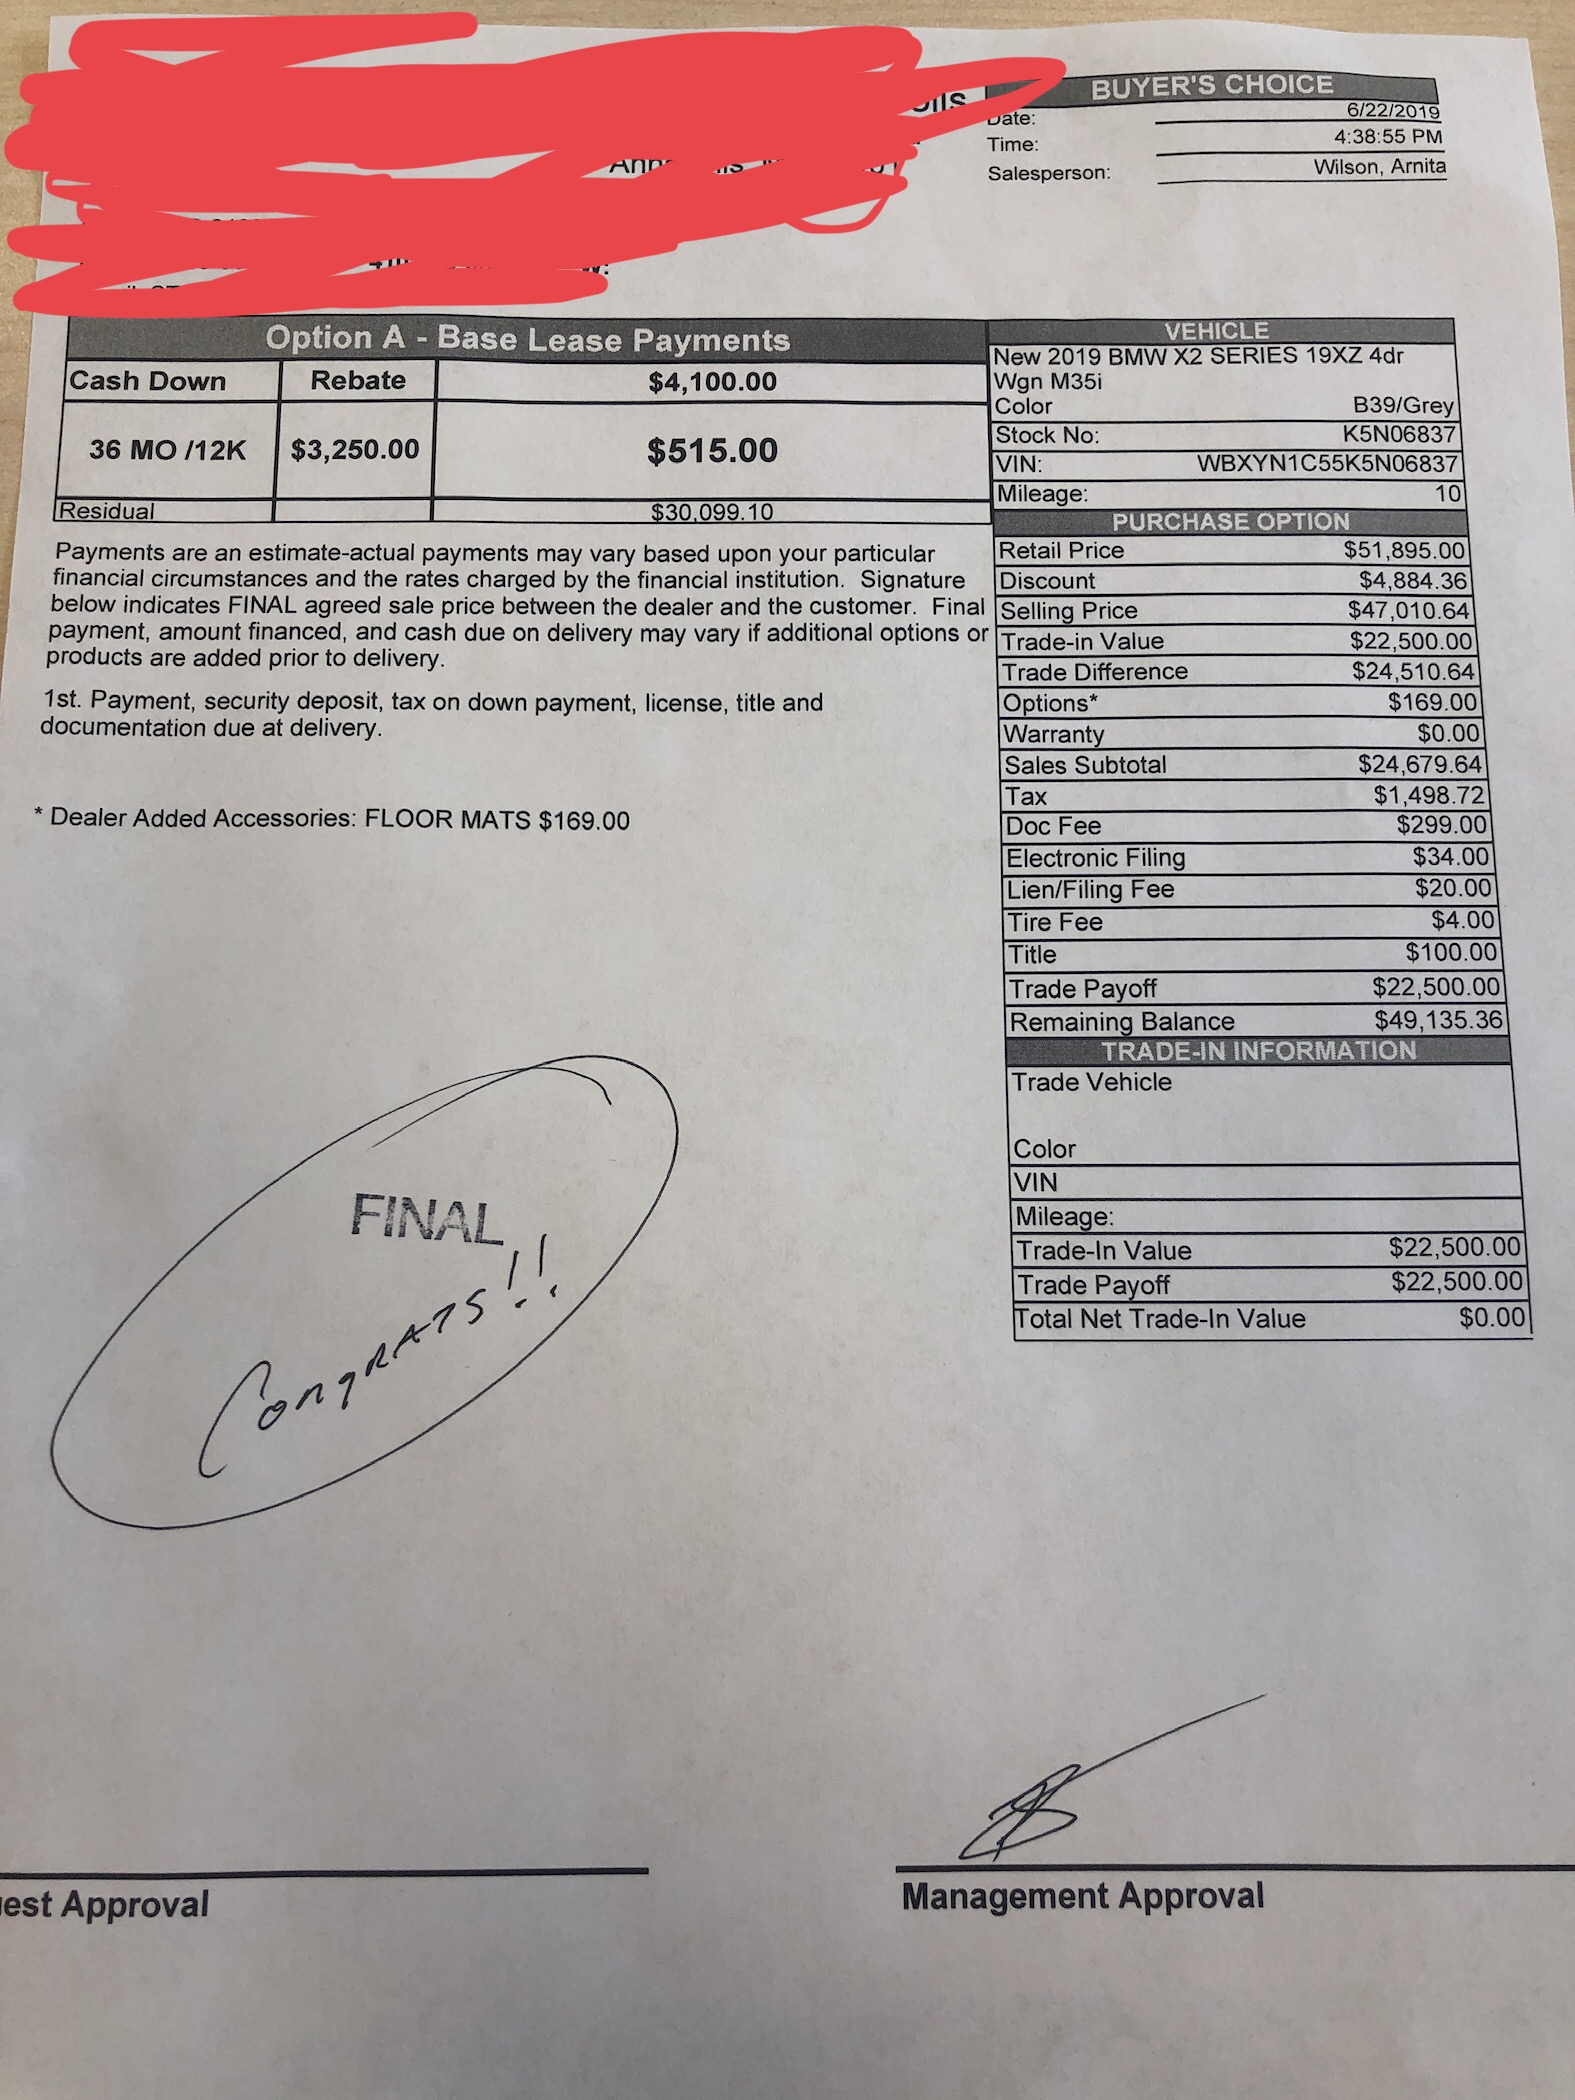 BUYER'S CHOICE
Date: 6/22/2019
Time: 4:38:55 PM
Salesperson: Wilson, Arnita
Option A - Base Lease Payments
Cash Down Rebate $4,100.00
36 MO /12K $3,250.00 $515.00
Residual $30,099.10
Payments are an estimate-actual payments may vary based upon your particular
financial circumstances and the rates charged by the financial institution. Signature
below indicates FINAL agreed sale price between the dealer and the customer. Final
payment, amount financed, and cash due on delivery may vary if additional options or
products are added prior to delivery.
1st. Payment, security deposit, tax on down payment, license, title and
documentation due at delivery.
* Dealer Added Accessories: FLOOR MATS $169.00
VEHICLE
New 2019 BMW X2 SERIES 19XZ 4dr
Wgn M35i
Color B39/Grey
Stock No: K5N06837
VIN: WBXYN1C55K5N06837
Mileage: 10
PURCHASE OPTION
Retail Price $51,895.00
Discount $4,884.36
Selling Price $47,010.64
Trade-in Value $22,500.00
Trade Difference $24,510.64
Options* $169.00
Warranty $0.00
Sales Subtotal $24,679.64
Tax $1,498.72
Doc Fee $299.00
Electronic Filing $34.00
Lien/Filing Fee $20.00
Tire Fee $4.00
Title $100.00
Trade Payoff $22,500.00
Remaining Balance $49,135.36
TRADE-IN INFORMATION
Trade Vehicle
Color
VIN
Mileage:
Trade-In Value $22,500.00
Trade Payoff $22,500.00
Total Net Trade-In Value $0.00
FINAL
CongRATS!!
est Approval
Management Approval